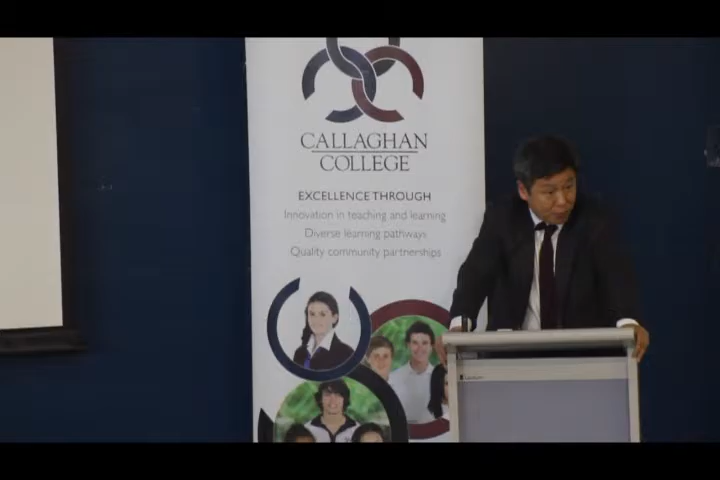 CALLAGHAN
COLLEGE
EXCELLENCE THROUGH
Innovation in teaching and learning
Diverse learning pathways
Quality community partnerships